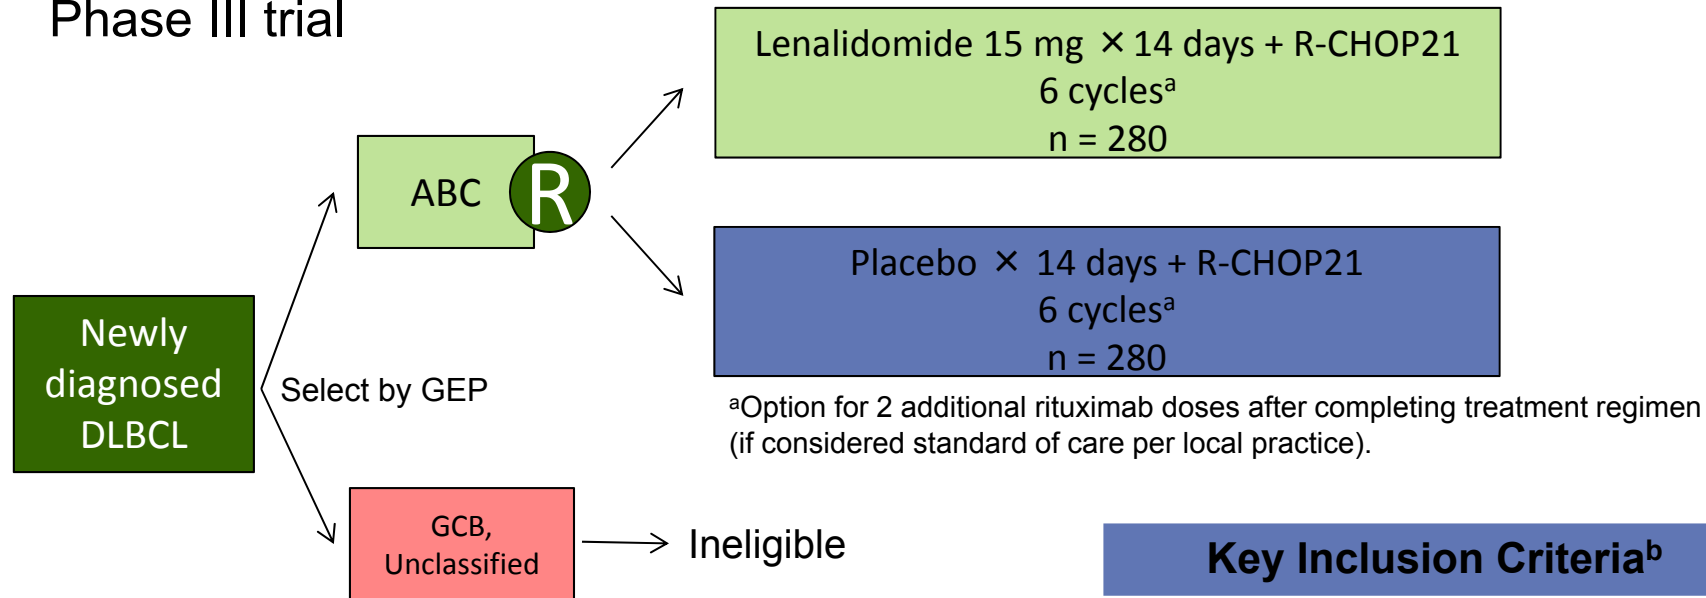 Phase III trial
Lenalidomide 15 mg × 14 days + R-CHOP21
6 cyclesᵃ
n = 280
ABC
R
Placebo × 14 days + R-CHOP21
6 cyclesᵃ
n = 280
Newly
diagnosed
DLBCL
Select by GEP
ᵃOption for 2 additional rituximab doses after completing treatment regimen
(if considered standard of care per local practice).
GCB,
Unclassified
Ineligible
Key Inclusion Criteriaᵇ